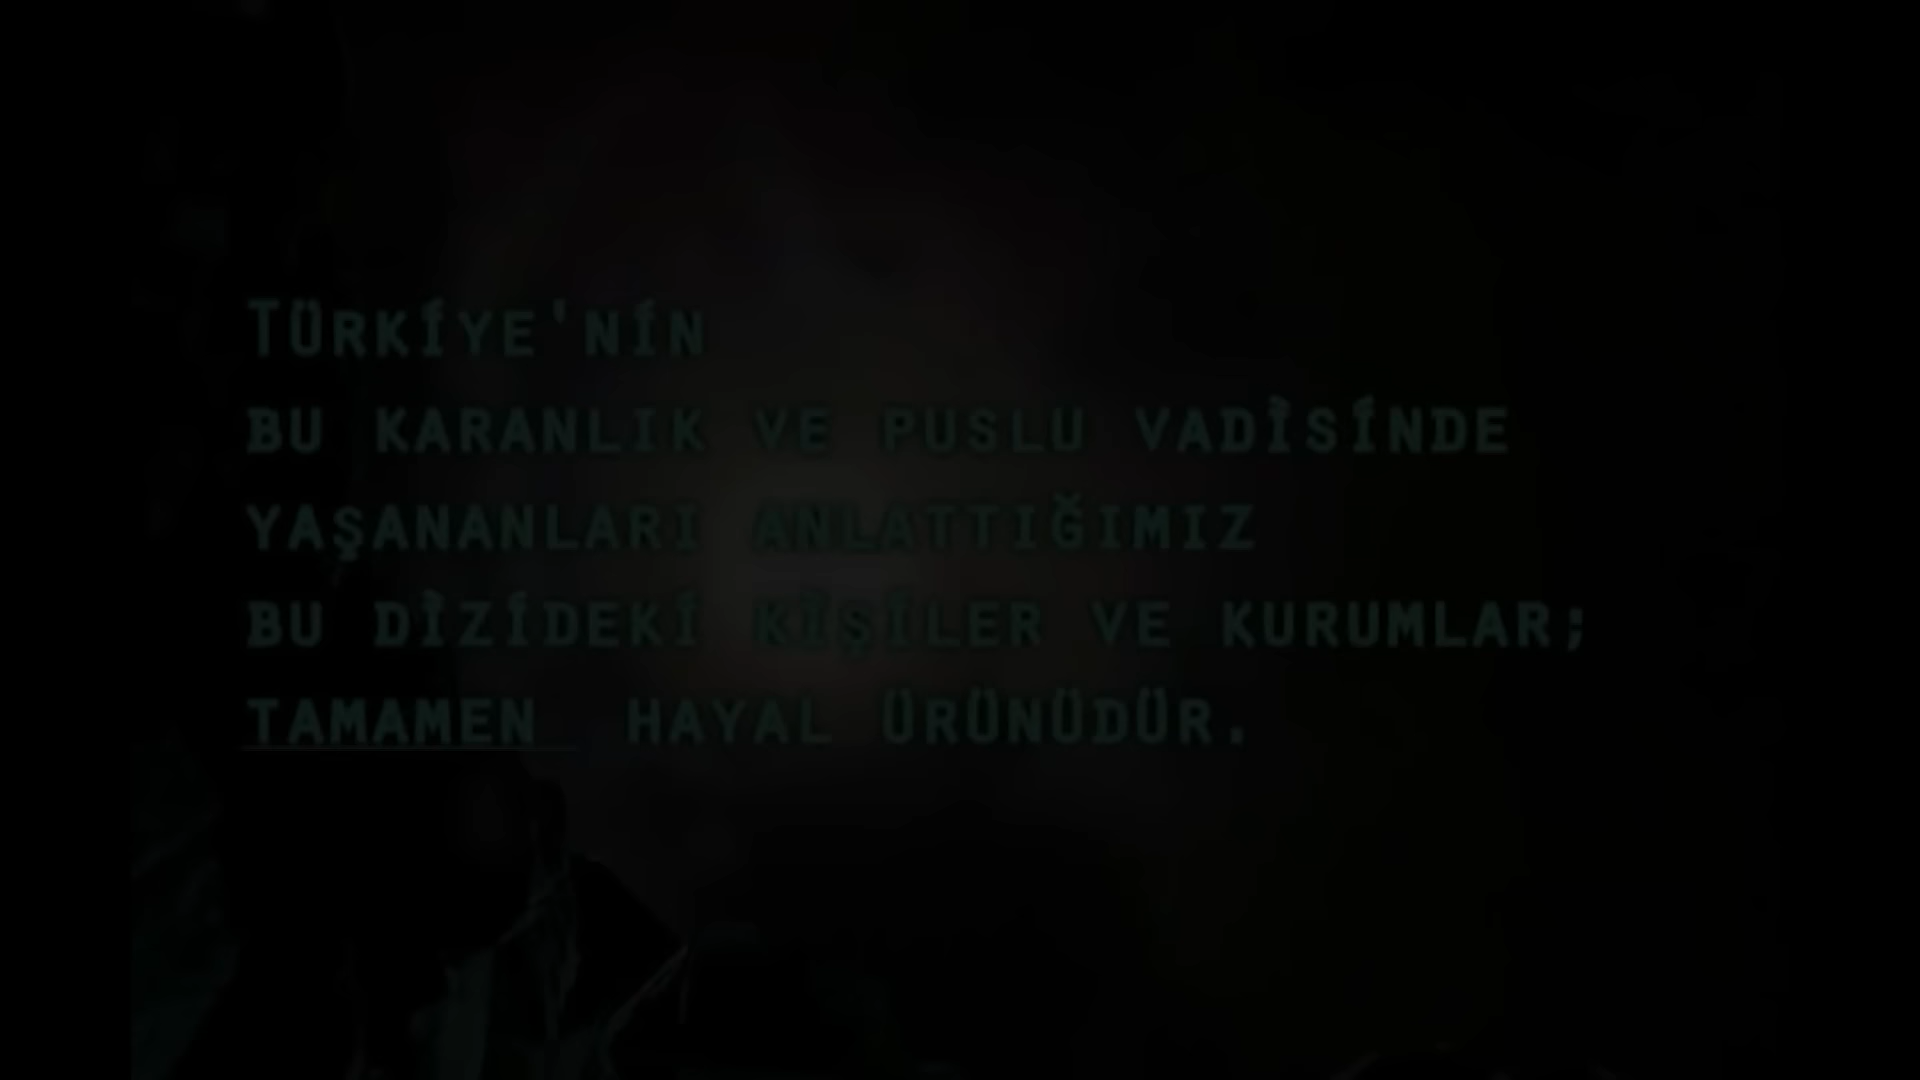 TÜRKİYE'NİN
BU KARANLIK VE PUSLU VADİSİNDE
YAŞANANLARI ANLATTIĞIMIZ
BU DİZİDEKİ KİŞİLER VE KURUMLAR;
TAMAMEN HAYAL ÜRÜNÜDÜR.